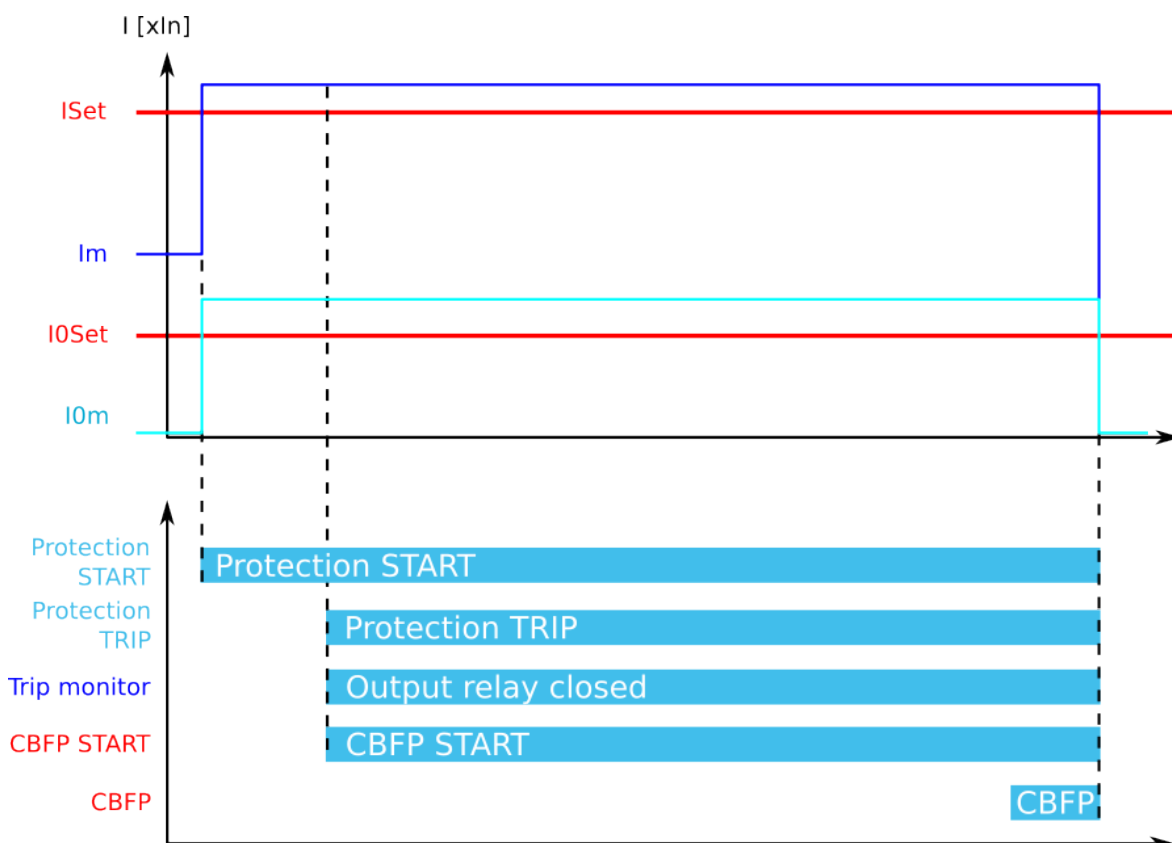 I [xIn]
ISet
Im
I0Set
I0m
Protection
START
Protection START
Protection
TRIP
Protection TRIP
Trip monitor
Output relay closed
CBFP START
CBFP START
CBFP
CBFP